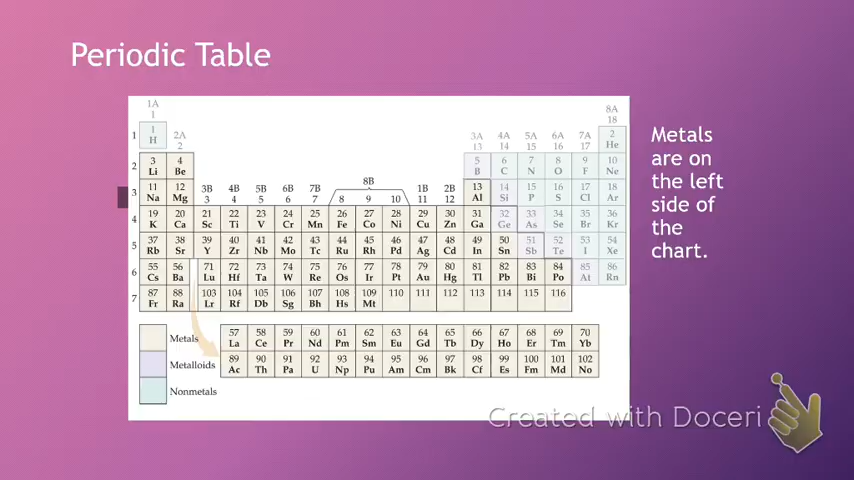 Periodic Table
1A
1
8A
18
1
H
2A
2
3A
13
4A
14
5A
15
6A
16
7A
17
2
He
1
2
3
Li
4
Be
5
B
6
C
7
N
8
O
9
F
10
Ne
3
11
Na
12
Mg
3B
3
4B
4
5B
5
6B
6
7B
7
8B
8
9
10
1B
11
2B
12
13
Al
14
Si
15
P
16
S
17
Cl
18
Ar
4
19
K
20
Ca
21
Sc
22
Ti
23
V
24
Cr
25
Mn
26
Fe
27
Co
28
Ni
29
Cu
30
Zn
31
Ga
32
Ge
33
As
34
Se
35
Br
36
Kr
5
37
Rb
38
Sr
39
Y
40
Zr
41
Nb
42
Mo
43
Tc
44
Ru
45
Rh
46
Pd
47
Ag
48
Cd
49
In
50
Sn
51
Sb
52
Te
53
I
54
Xe
6
55
Cs
56
Ba
71
Lu
72
Hf
73
Ta
74
W
75
Re
76
Os
77
Ir
78
Pt
79
Au
80
Hg
81
Tl
82
Pb
83
Bi
84
Po
85
At
86
Rn
7
87
Fr
88
Ra
103
Lr
104
Rf
105
Db
106
Sg
107
Bh
108
Hs
109
Mt
110
111
112
113
114
115
116
Metals
Metalloids
Nonmetals
57
La
58
Ce
59
Pr
60
Nd
61
Pm
62
Sm
63
Eu
64
Gd
65
Tb
66
Dy
67
Ho
68
Er
69
Tm
70
Yb
89
Ac
90
Th
91
Pa
92
U
93
Np
94
Pu
95
Am
96
Cm
97
Bk
98
Cf
99
Es
100
Fm
101
Md
102
No
Metals
are on
the left
side of
the
chart.
Created with Doceri